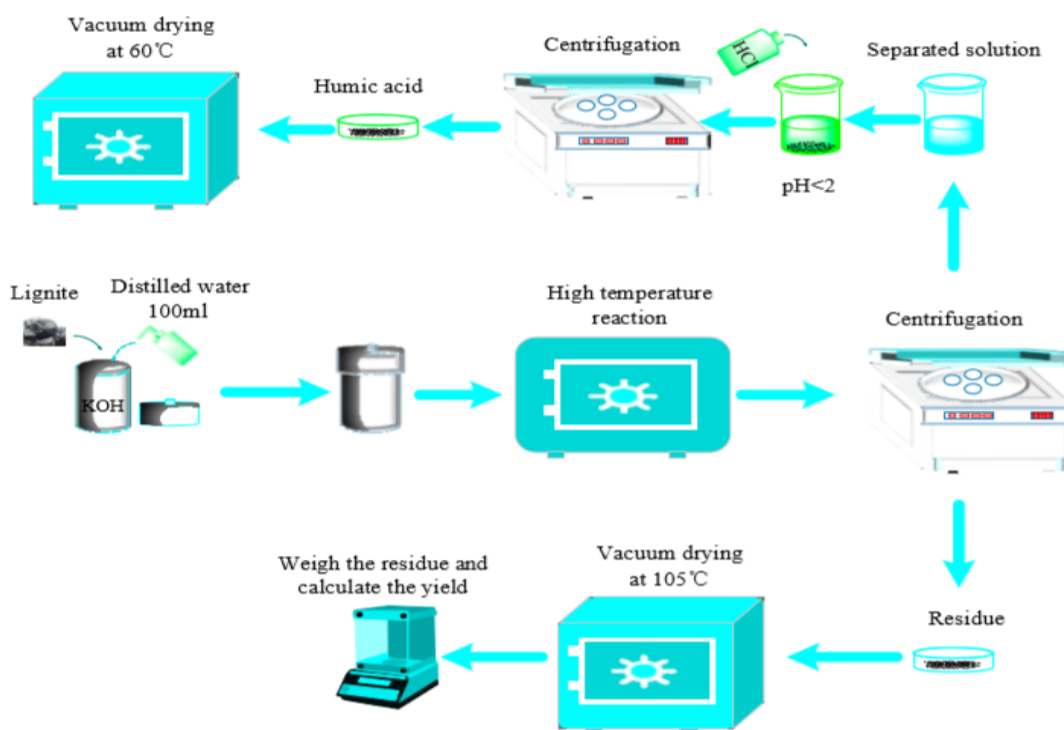 Vacuum drying
at 60℃
Humic acid
Centrifugation
HCl
Separated solution
pH<2
Lignite
Distilled water
100ml
KOH
High temperature
reaction
Centrifugation
Weigh the residue and
calculate the yield
Vacuum drying
at 105℃
Residue